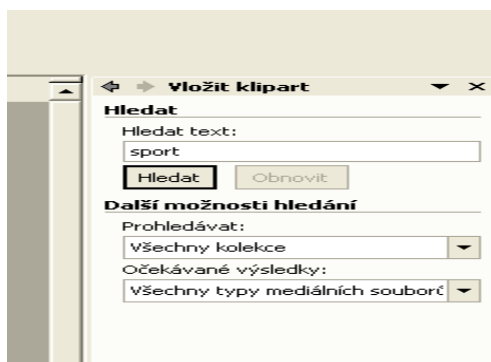 Vložit klipart
Hledat
Hledat text:
sport
Hledat Obnovit
Další možnosti hledání
Prohledávat:
Všechny kolekce
Očekávané výsledky:
Všechny typy mediálních souborů